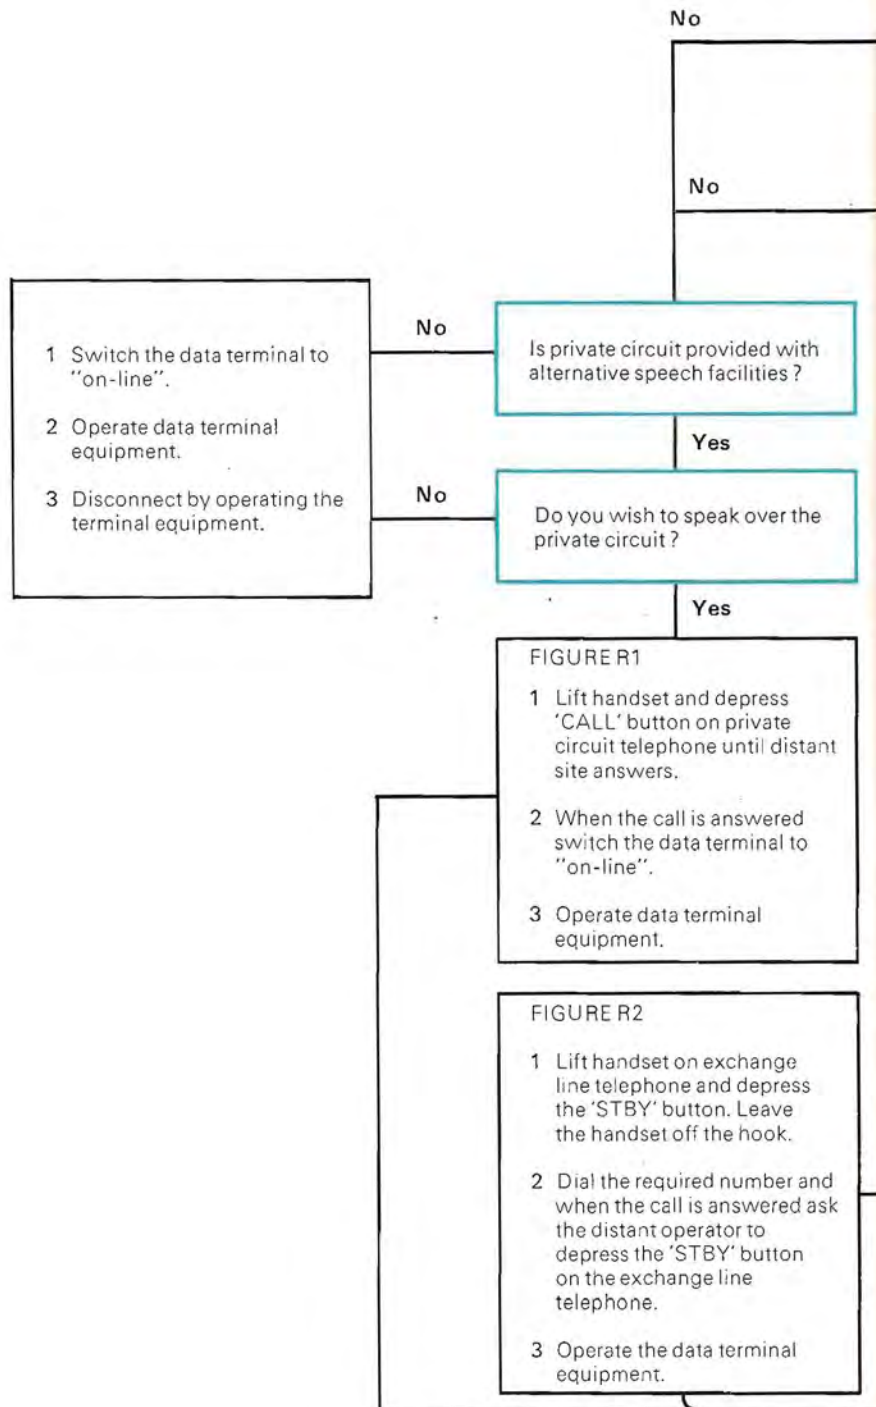 No
No
No
1 Switch the data terminal to
"on-line".
2 Operate data terminal
equipment.
3 Disconnect by operating the
terminal equipment.
Is private circuit provided with
alternative speech facilities?
Yes
No
Do you wish to speak over the
private circuit?
Yes
FIGURE R1
1 Lift handset and depress
'CALL' button on private
circuit telephone until distant
site answers.
2 When the call is answered
switch the data terminal to
"on-line".
3 Operate data terminal
equipment.
FIGURE R2
1 Lift handset on exchange
line telephone and depress
the 'STBY' button. Leave
the handset off the hook.
2 Dial the required number and
when the call is answered ask
the distant operator to
depress the 'STBY' button
on the exchange line
telephone.
3 Operate the data terminal
equipment.